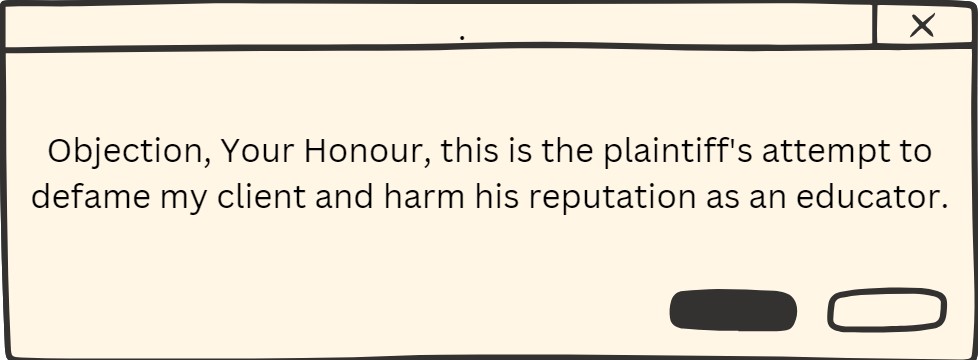 .
Objection, Your Honour, this is the plaintiff's attempt to
defame my client and harm his reputation as an educator.